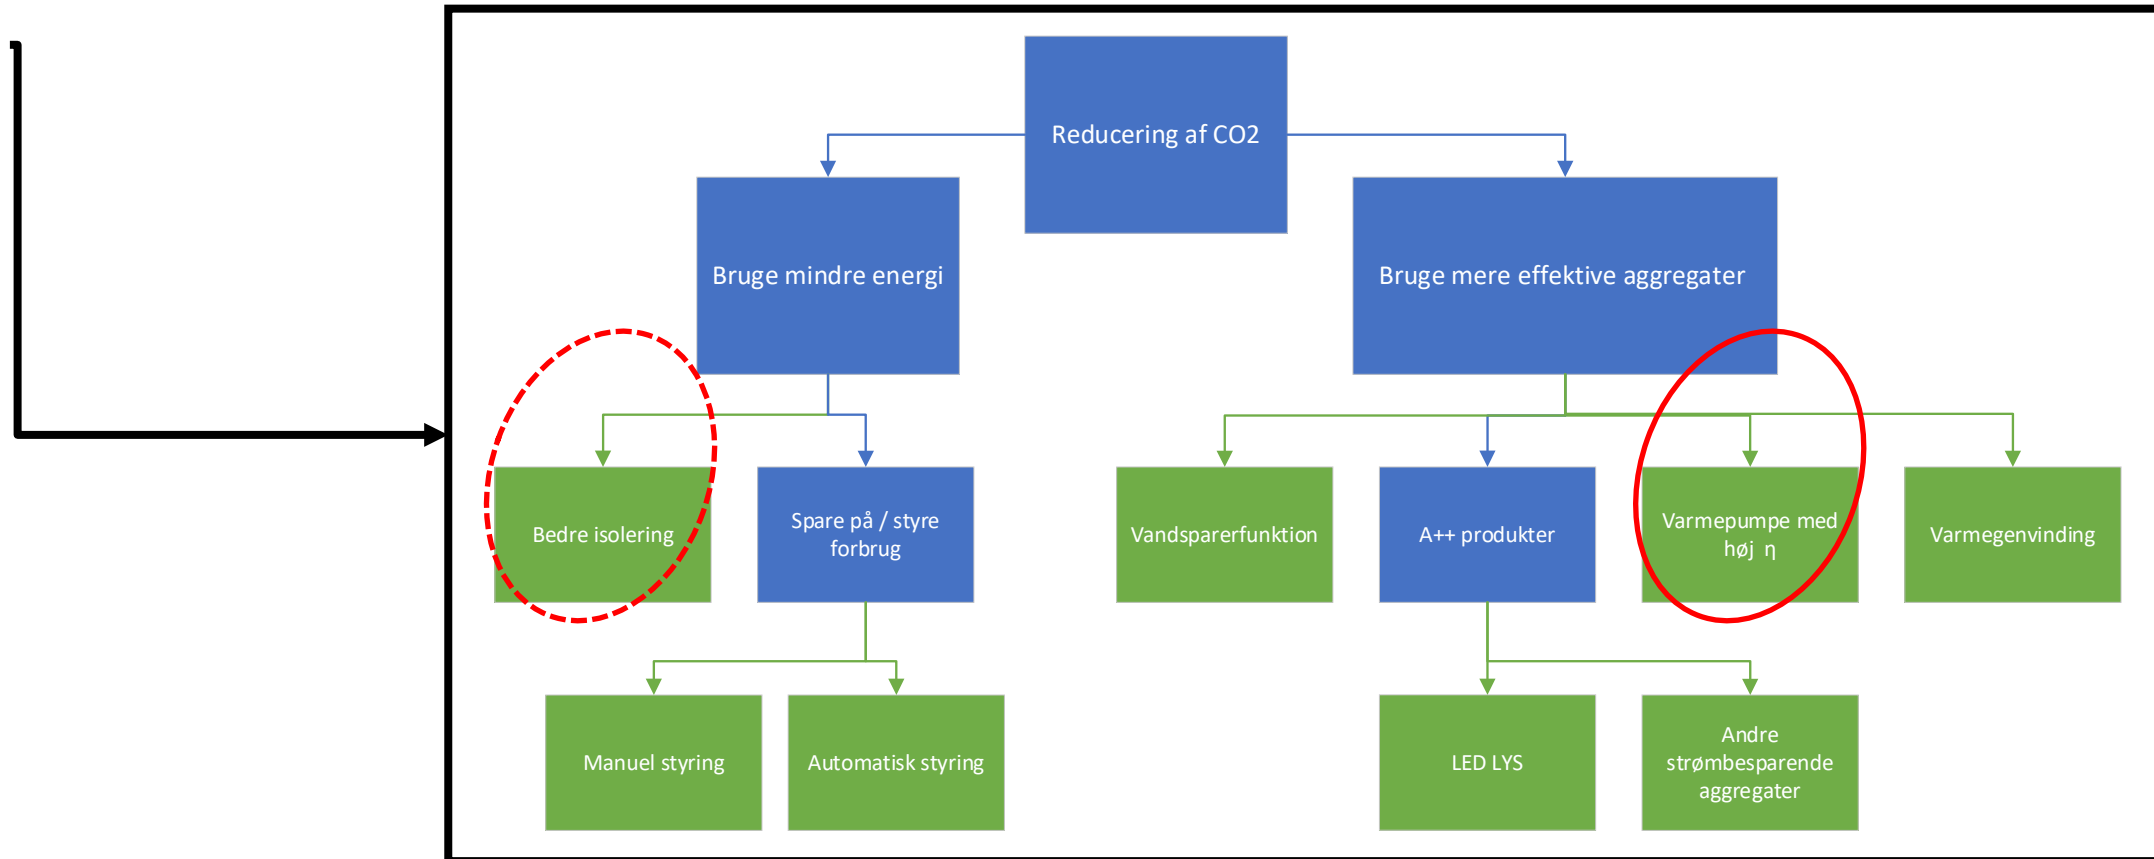 Reducering af CO2
Bruge mindre energi
Bruge mere effektive aggregater
Bedre isolering
Spare på / styre
forbrug
Vandsparerfunktion
A++ produkter
Varmepumpe med
høj η
Varmegenvinding
Manuel styring
Automatisk styring
LED LYS
Andre
strømbesparende
aggregater